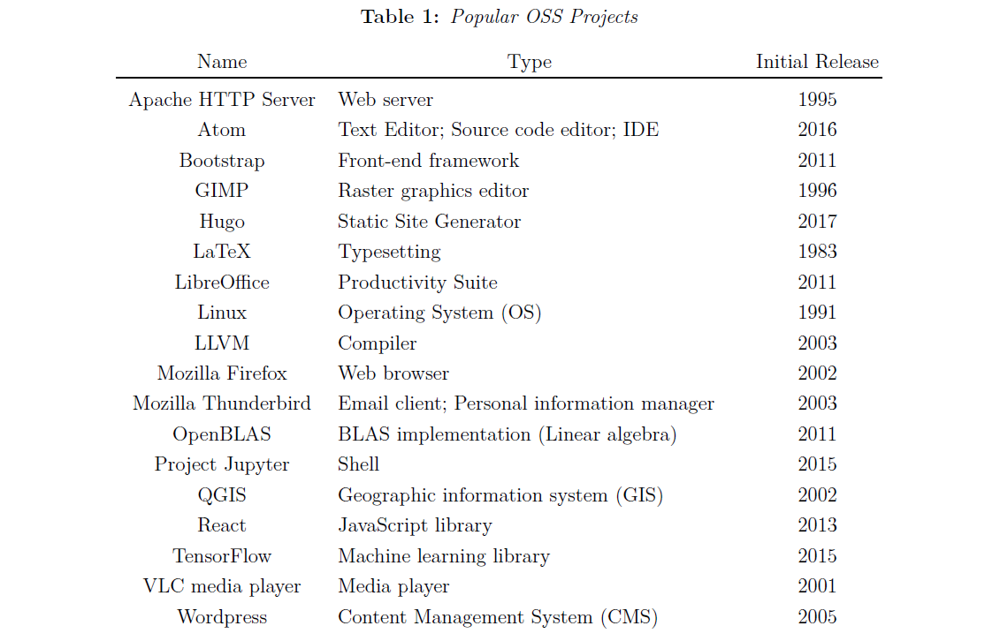 Table 1: Popular OSS Projects
Name Type Initial Release
Apache HTTP Server Web server 1995
Atom Text Editor; Source code editor; IDE 2016
Bootstrap Front-end framework 2011
GIMP Raster graphics editor 1996
Hugo Static Site Generator 2017
LaTeX Typesetting 1983
LibreOffice Productivity Suite 2011
Linux Operating System (OS) 1991
LLVM Compiler 2003
Mozilla Firefox Web browser 2002
Mozilla Thunderbird Email client; Personal information manager 2003
OpenBLAS BLAS implementation (Linear algebra) 2011
Project Jupyter Shell 2015
QGIS Geographic information system (GIS) 2002
React JavaScript library 2013
TensorFlow Machine learning library 2015
VLC media player Media player 2001
Wordpress Content Management System (CMS) 2005